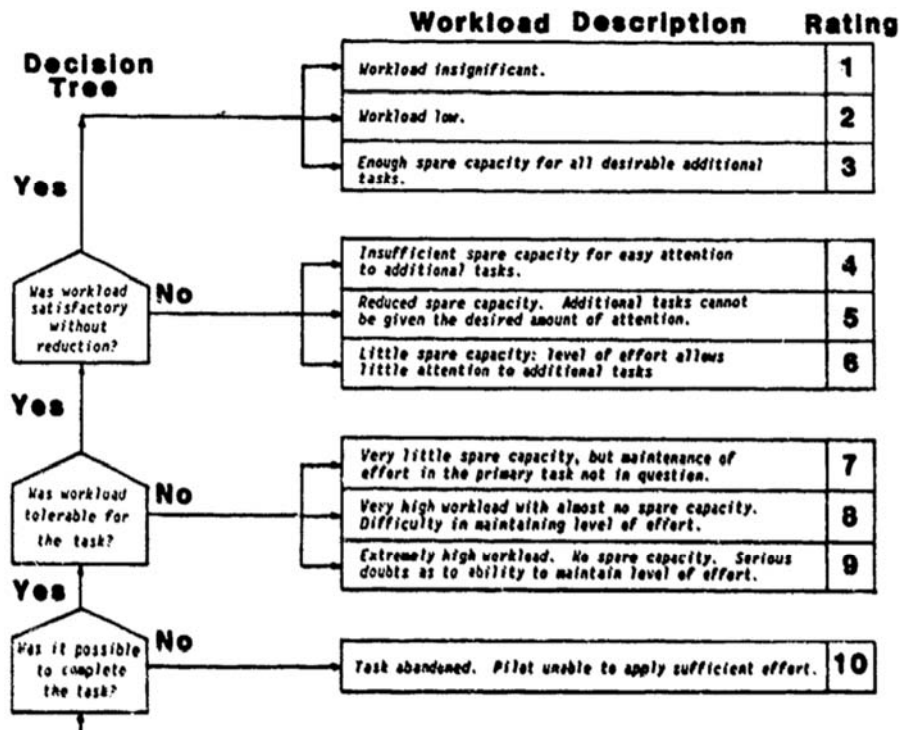 Workload Description Rating
Decision
Tree
Workload insignificant. 1
Workload low. 2
Enough spare capacity for all desirable additional
tasks. 3
Yes
Insufficient spare capacity for easy attention
to additional tasks. 4
Was workload
satisfactory
without
reduction?
No
Reduced spare capacity. Additional tasks cannot
be given the desired amount of attention. 5
Little spare capacity: level of effort allows
little attention to additional tasks 6
Yes
Very little spare capacity, but maintenance of
effort in the primary task not in question. 7
Was workload
tolerable for
the task?
No
Very high workload with almost no spare capacity.
Difficulty in maintaining level of effort. 8
Extremely high workload. No spare capacity. Serious
doubts as to ability to maintain level of effort. 9
Yes
Was it possible
to complete
the task?
No
Task abandoned. Pilot unable to apply sufficient effort. 10